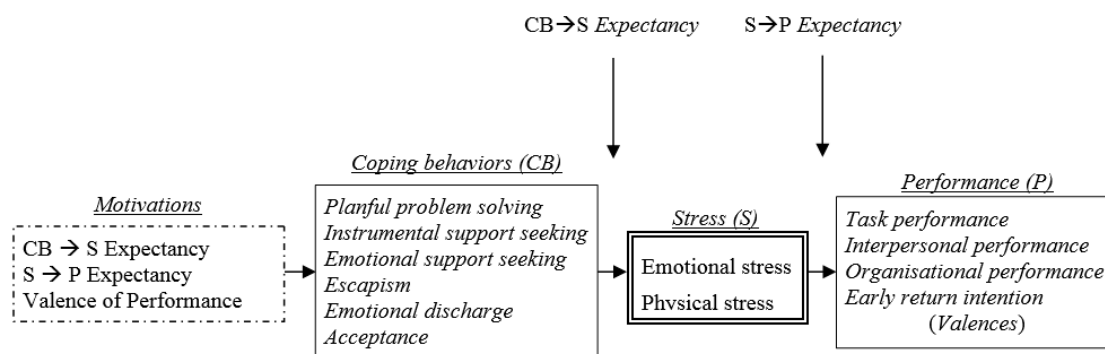 CB→S Expectancy
S→P Expectancy
Coping behaviors (CB)
Performance (P)
Motivations
Stress (S)
CB → S Expectancy
S → P Expectancy
Valence of Performance
Planful problem solving
Instrumental support seeking
Emotional support seeking
Escapism
Emotional discharge
Acceptance
Emotional stress
Physical stress
Task performance
Interpersonal performance
Organisational performance
Early return intention
(Valences)